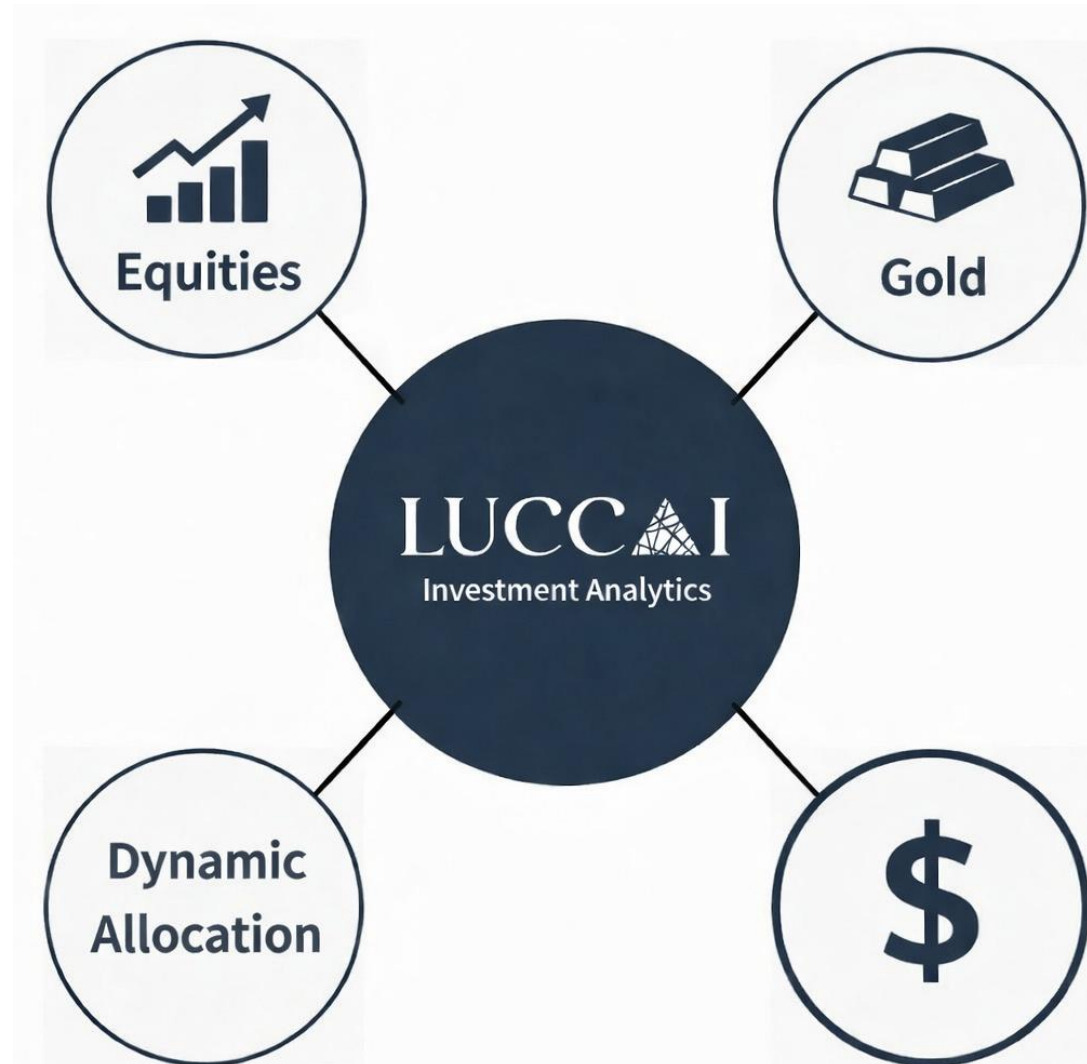 Equities
Gold
LUCCAI
Investment Analytics
Dynamic
Allocation
$